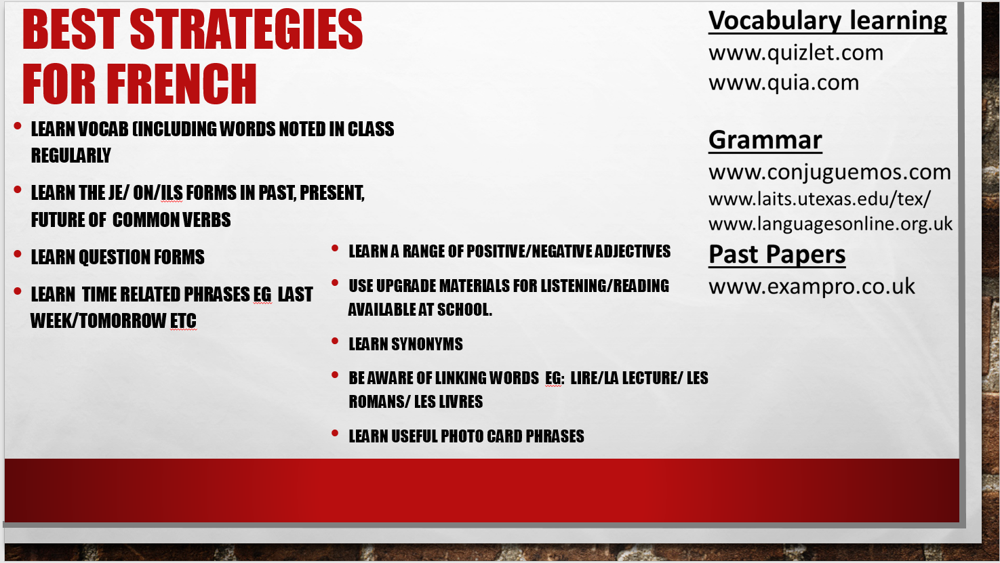 BEST STRATEGIES
FOR FRENCH
• LEARN VOCAB (INCLUDING WORDS NOTED IN CLASS
REGULARLY
• LEARN THE JE/ ON/ILS FORMS IN PAST, PRESENT,
FUTURE OF  COMMON VERBS
• LEARN QUESTION FORMS
• LEARN  TIME RELATED PHRASES EG  LAST
WEEK/TOMORROW ETC
• LEARN A RANGE OF POSITIVE/NEGATIVE ADJECTIVES
• USE UPGRADE MATERIALS FOR LISTENING/READING
AVAILABLE AT SCHOOL.
• LEARN SYNONYMS
• BE AWARE OF LINKING WORDS  EG:  LIRE/LA LECTURE/ LES
ROMANS/ LES LIVRES
• LEARN USEFUL PHOTO CARD PHRASES
Vocabulary learning
www.quizlet.com
www.quia.com
Grammar
www.conjuguemos.com
www.laits.utexas.edu/tex/
www.languagesonline.org.uk
Past Papers
www.exampro.co.uk